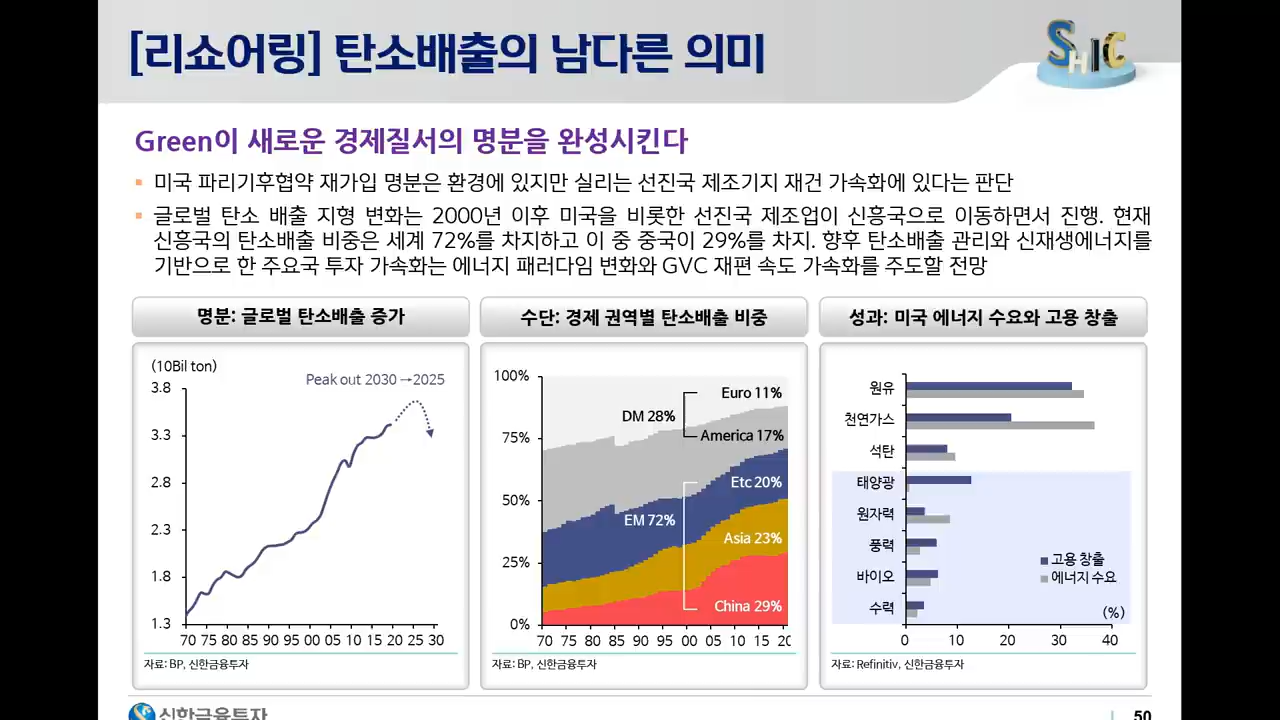 [리쇼어링] 탄소배출의 남다른 의미
SHIC
Green이 새로운 경제질서의 명분을 완성시킨다
▪ 미국 파리기후협약 재가입 명분은 환경에 있지만 실리는 선진국 제조기지 재건 가속화에 있다는 판단
▪ 글로벌 탄소 배출 지형 변화는 2000년 이후 미국을 비롯한 선진국 제조업이 신흥국으로 이동하면서 진행. 현재
신흥국의 탄소배출 비중은 세계 72%를 차지하고 이 중 중국이 29%를 차지. 향후 탄소배출 관리와 신재생에너지를
기반으로 한 주요국 투자 가속화는 에너지 패러다임 변화와 GVC 재편 속도 가속화를 주도할 전망
명분: 글로벌 탄소배출 증가
(10Bil ton)
Peak out 2030 →2025
3.8
3.3
2.8
2.3
1.8
1.3
70 75 80 85 90 95 00 05 10 15 20 25 30
자료: BP, 신한금융투자
수단: 경제 권역별 탄소배출 비중
100%
75%
50%
25%
0%
Euro 11%
DM 28%
America 17%
Etc 20%
EM 72%
Asia 23%
China 29%
70 75 80 85 90 95 00 05 10 15 20
자료: BP, 신한금융투자
성과: 미국 에너지 수요와 고용 창출
원유
천연가스
석탄
태양광
원자력
풍력
바이오
수력
고용 창출
에너지 수요
(%)
0 10 20 30 40
자료: Refinitiv, 신한금융투자
신한금융투자
50